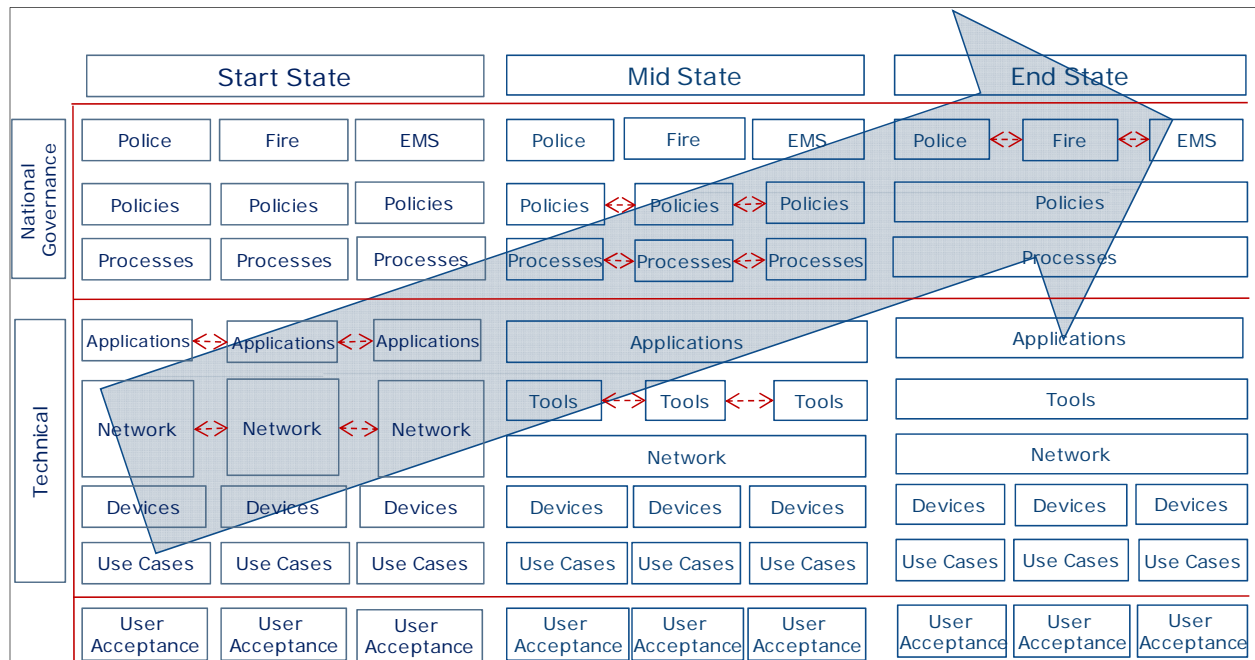 Start State
Mid State
End State
National
Governance
Police
Fire
EMS
Police
Fire
EMS
Police
Fire
EMS
Policies
Policies
Policies
Policies
Policies
Policies
Policies
Processes
Processes
Processes
Processes
Processes
Processes
Processes
Technical
Applications
Applications
Applications
Applications
Applications
Tools
Tools
Tools
Tools
Network
Network
Network
Network
Network
Devices
Devices
Devices
Devices
Devices
Devices
Devices
Devices
Devices
Use Cases
Use Cases
Use Cases
Use Cases
Use Cases
Use Cases
Use Cases
Use Cases
Use Cases
User
Acceptance
User
Acceptance
User
Acceptance
User
Acceptance
User
Acceptance
User
Acceptance
User
Acceptance
User
Acceptance
User
Acceptance